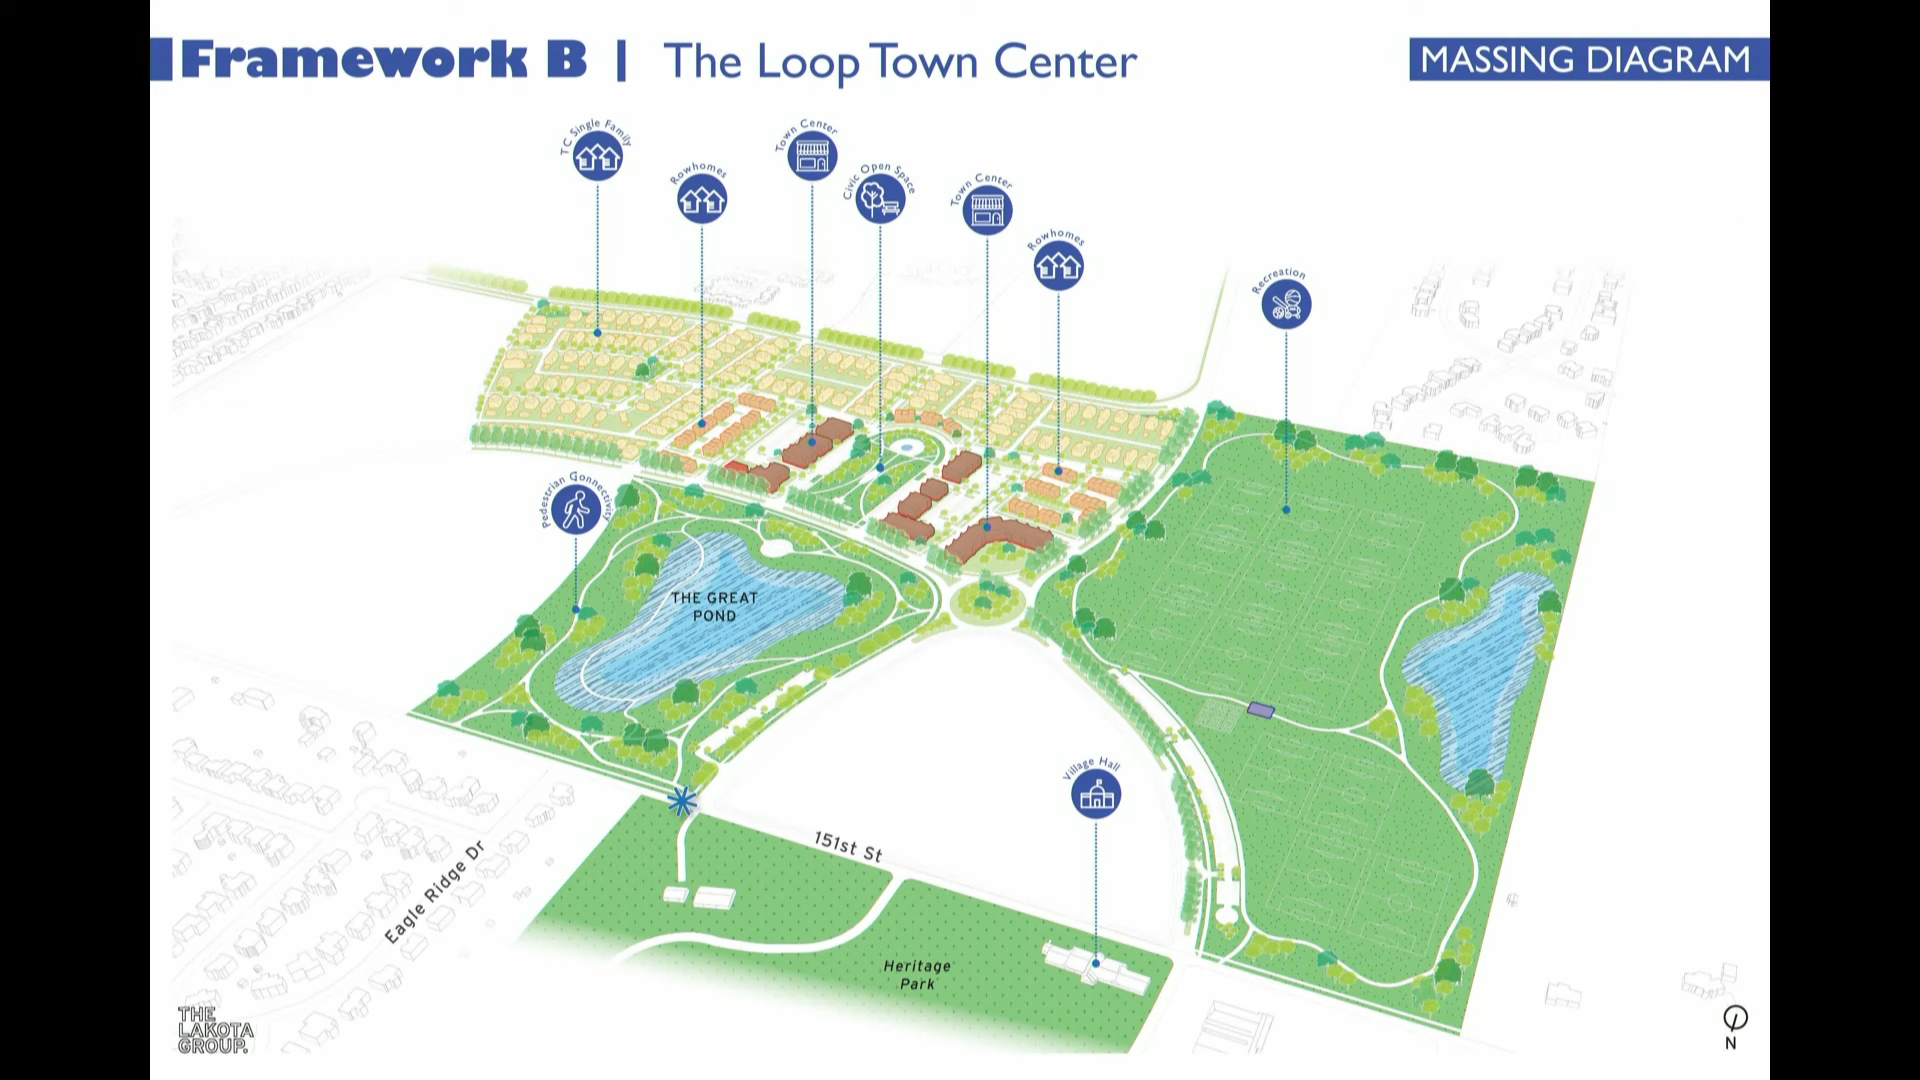 Framework B | The Loop Town Center
MASSING DIAGRAM
TC Single Family
Rowhomes
Town Center
Civic Open Space
Town Center
Rowhomes
Recreation
Pedestrian Connectivity
THE GREAT
POND
Village Hall
151st St
Eagle Ridge Dr
Heritage
Park
THE
LAKOTA
GROUP.
N